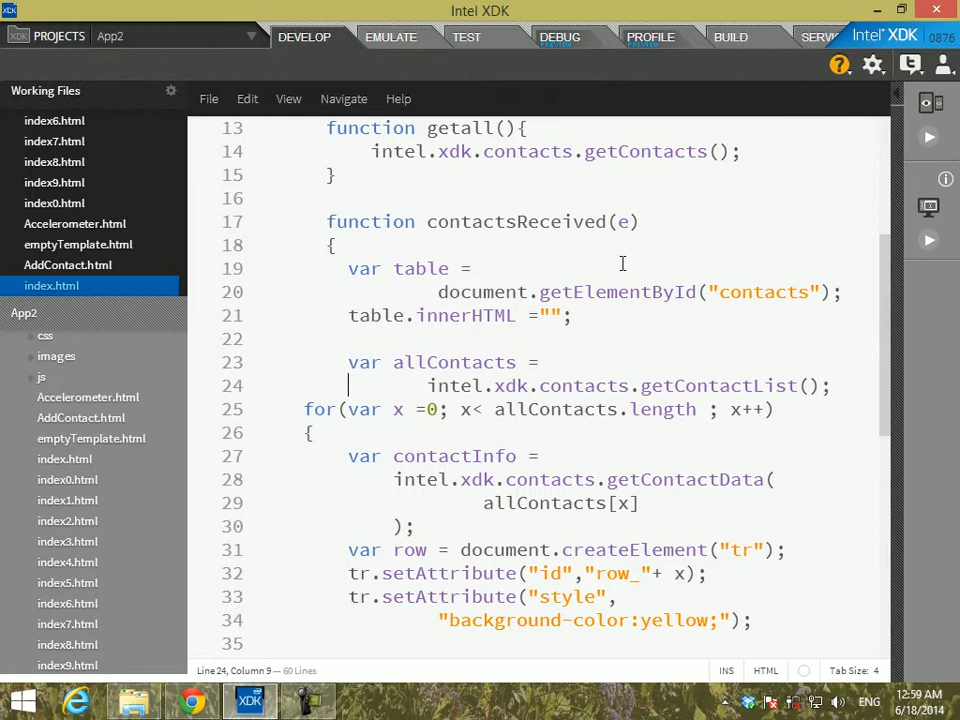 Intel XDK
PROJECTS App2 DEVELOP EMULATE TEST DEBUG PREVIEW PROFILE PREVIEW BUILD Intel® XDK 0876
Working Files
File Edit View Navigate Help
index6.html
index7.html
index8.html
index9.html
index0.html
Accelerometer.html
emptyTemplate.html
AddContact.html
index.html
App2
css
images
js
Accelerometer.html
AddContact.html
emptyTemplate.html
index.html
index0.html
index1.html
index2.html
index3.html
index4.html
index5.html
index6.html
index7.html
index8.html
index9.html
13 function getall(){
14 intel.xdk.contacts.getContacts();
15 }
16
17 function contactsReceived(e)
18 {
19 var table =
20 document.getElementById("contacts");
21 table.innerHTML ="";
22
23 var allContacts =
24 intel.xdk.contacts.getContactList();
25 for(var x =0; x< allContacts.length ; x++)
26 {
27 var contactInfo =
28 intel.xdk.contacts.getContactData(
29 allContacts[x]
30 );
31 var row = document.createElement("tr");
32 tr.setAttribute("id","row_"+ x);
33 tr.setAttribute("style",
34 "background-color:yellow;");
35
Line 24, Column 9 — 60 Lines INS HTML Tab Size: 4
XDK ENG 12:59 AM
6/18/2014